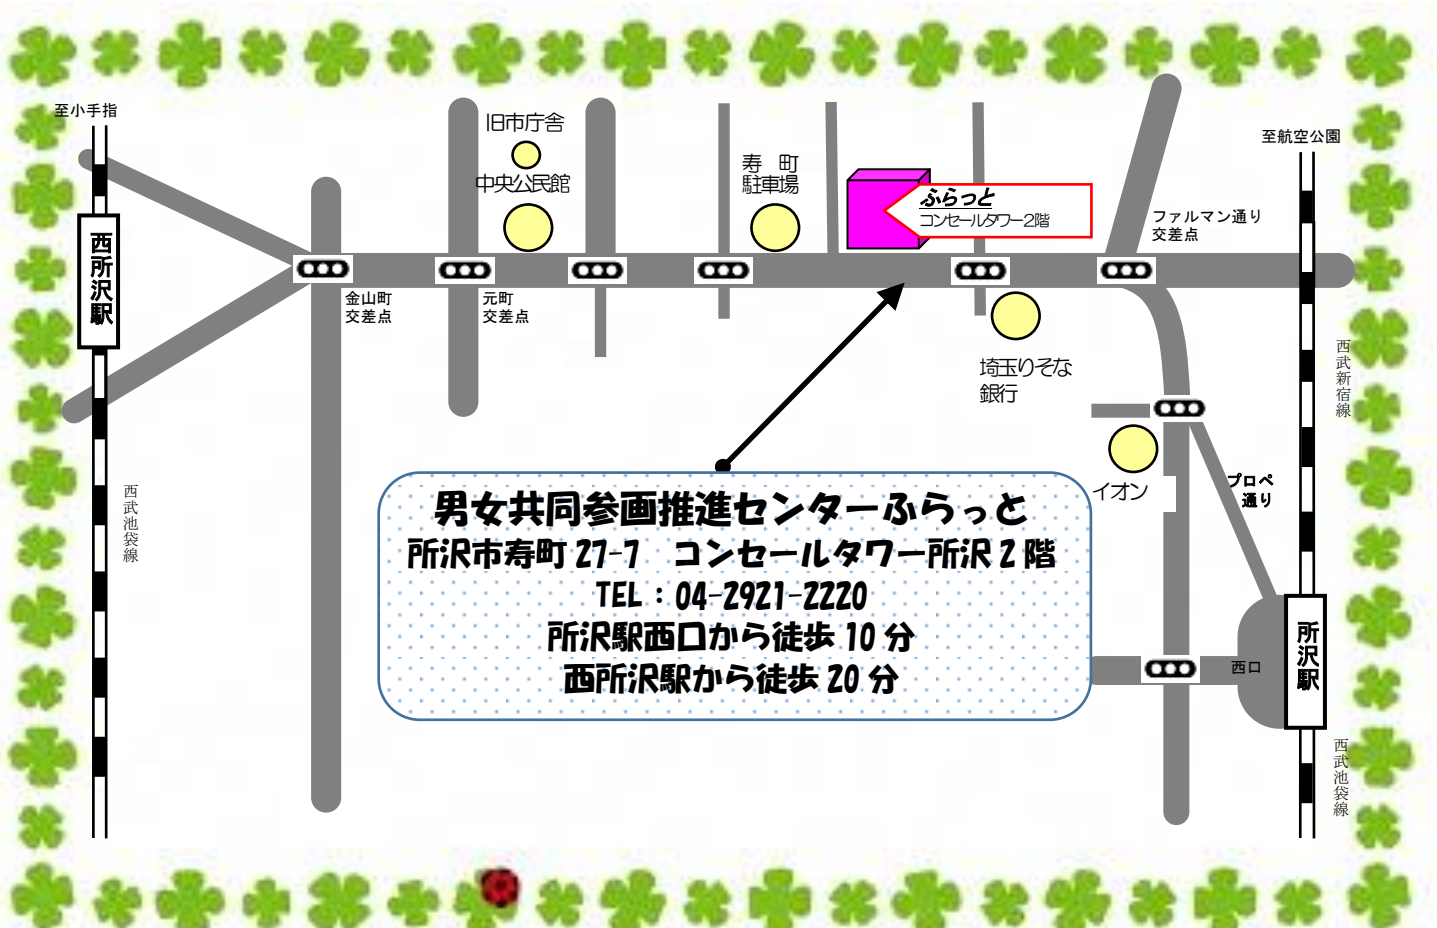 至小手指
西所沢駅
西武池袋線
旧市庁舎
中央公民館
金山町
交差点
元町
交差点
寿 町
駐車場
ふらっと
コンセールタワー2階
ファルマン通り
交差点
至航空公園
西武新宿線
埼玉りそな
銀行
イオン
プロペ
通り
男女共同参画推進センターふらっと
所沢市寿町 27-7 コンセールタワー所沢 2 階
TEL:04-2921-2220
所沢駅西口から徒歩 10 分
西所沢駅から徒歩 20 分
西口
所沢駅
西武池袋線